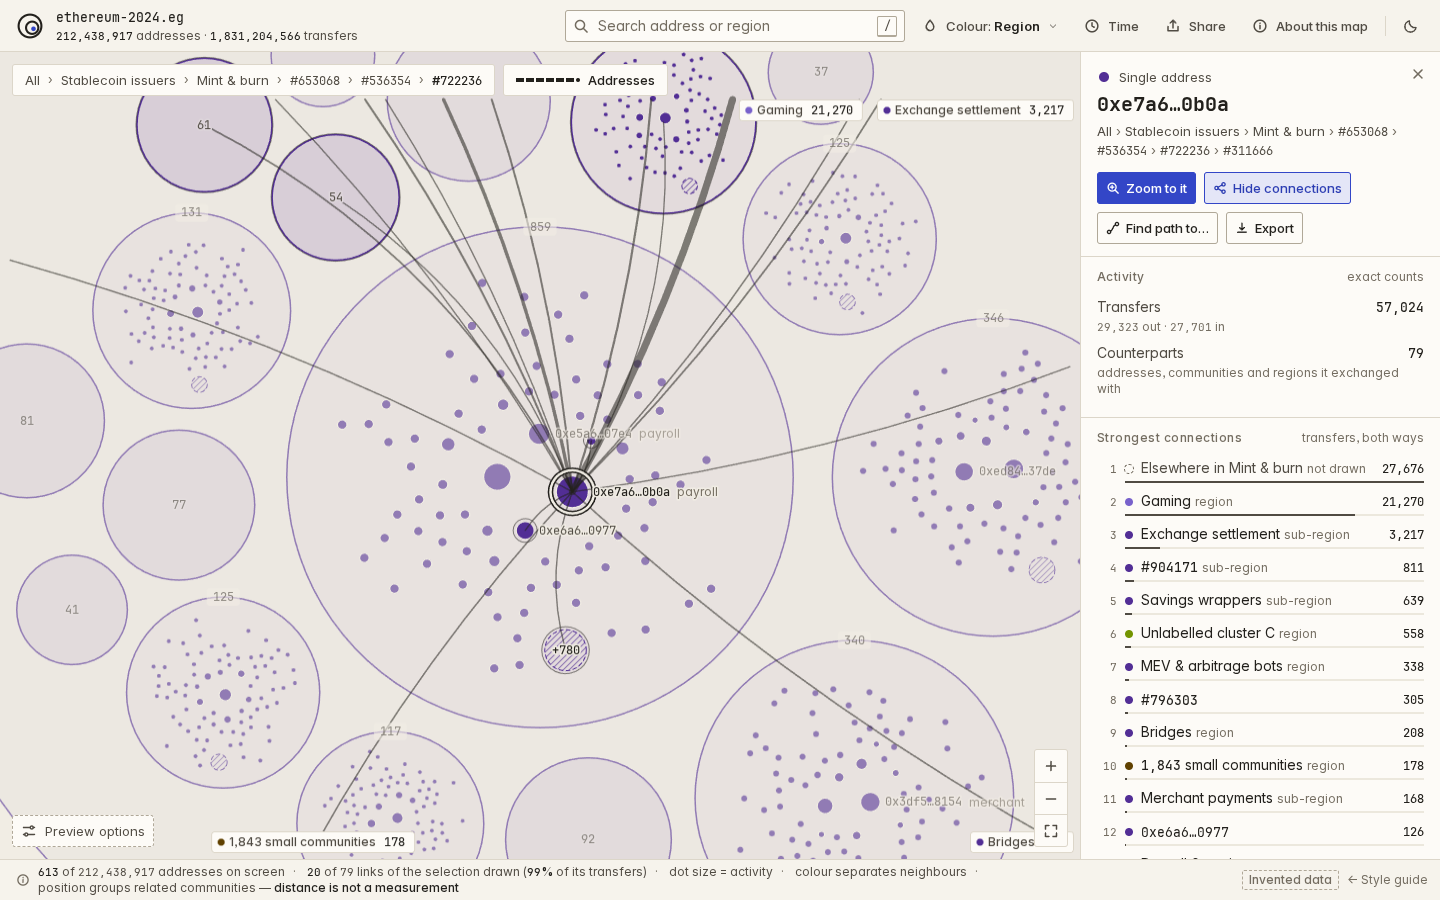 ethereum-2024.eg
212,438,917 addresses · 1,831,204,566 transfers
Search address or region
/
Colour: Region
Time
Share
About this map
All › Stablecoin issuers › Mint & burn › #653068 › #536354 › #722236
Addresses
Gaming 21,270
Exchange settlement 3,217
37
61
54
125
131
859
346
81
77
41
125
117
92
340
0xe5a6…07e4 payroll
0xe7a6…0b0a payroll
0xe6a6…0977
0xed84…37de
+780
0x3df5…8154 merchant
1,843 small communities 178
Bridges
Preview options
+
−
Single address
0xe7a6…0b0a
All › Stablecoin issuers › Mint & burn › #653068 ›
#536354 › #722236 › #311666
Zoom to it
Hide connections
Find path to…
Export
Activity
exact counts
Transfers 57,024
29,323 out · 27,701 in
Counterparts 79
addresses, communities and regions it exchanged
with
Strongest connections
transfers, both ways
1 Elsewhere in Mint & burn not drawn 27,676
2 Gaming region 21,270
3 Exchange settlement sub-region 3,217
4 #904171 sub-region 811
5 Savings wrappers sub-region 639
6 Unlabelled cluster C region 558
7 MEV & arbitrage bots region 338
8 #796303 305
9 Bridges region 208
10 1,843 small communities region 178
11 Merchant payments sub-region 168
12 0xe6a6…0977 126
613 of 212,438,917 addresses on screen · 20 of 79 links of the selection drawn (99% of its transfers) · dot size = activity · colour separates neighbours ·
position groups related communities — distance is not a measurement
Invented data
← Style guide